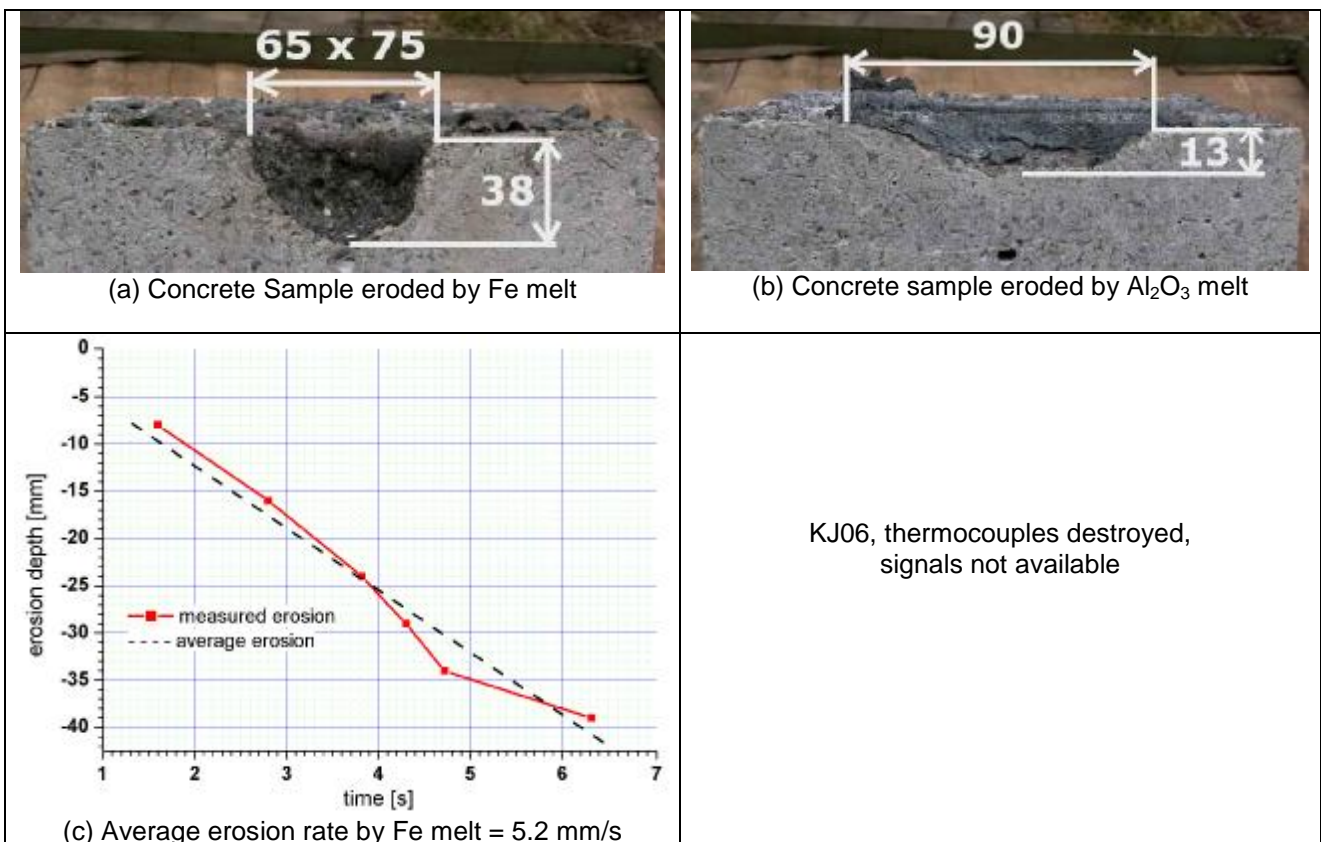 65 x 75
38
(a) Concrete Sample eroded by Fe melt
90
13
(b) Concrete sample eroded by Al₂O₃ melt
0
-5
-10
-15
-20
-25
-30
-35
-40
erosion depth [mm]
measured erosion
average erosion
1 2 3 4 5 6 7
time [s]
(c) Average erosion rate by Fe melt = 5.2 mm/s
KJ06, thermocouples destroyed,
signals not available